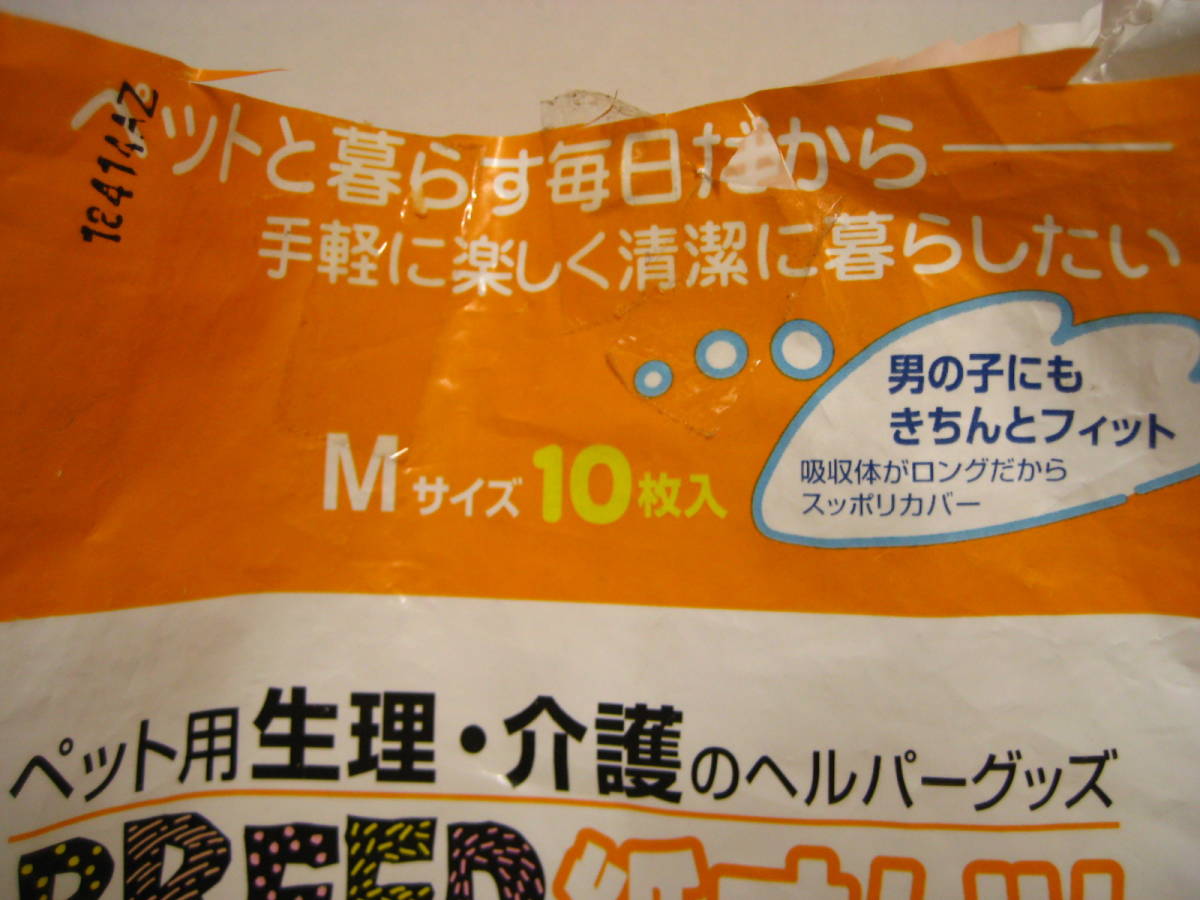 ペットと暮らす毎日だから――
手軽に楽しく清潔に暮らしたい
男の子にも
きちんとフィット
吸収体がロングだから
スッポリカバー
Mサイズ 10枚入
ペット用生理・介護のヘルパーグッズ
BREED